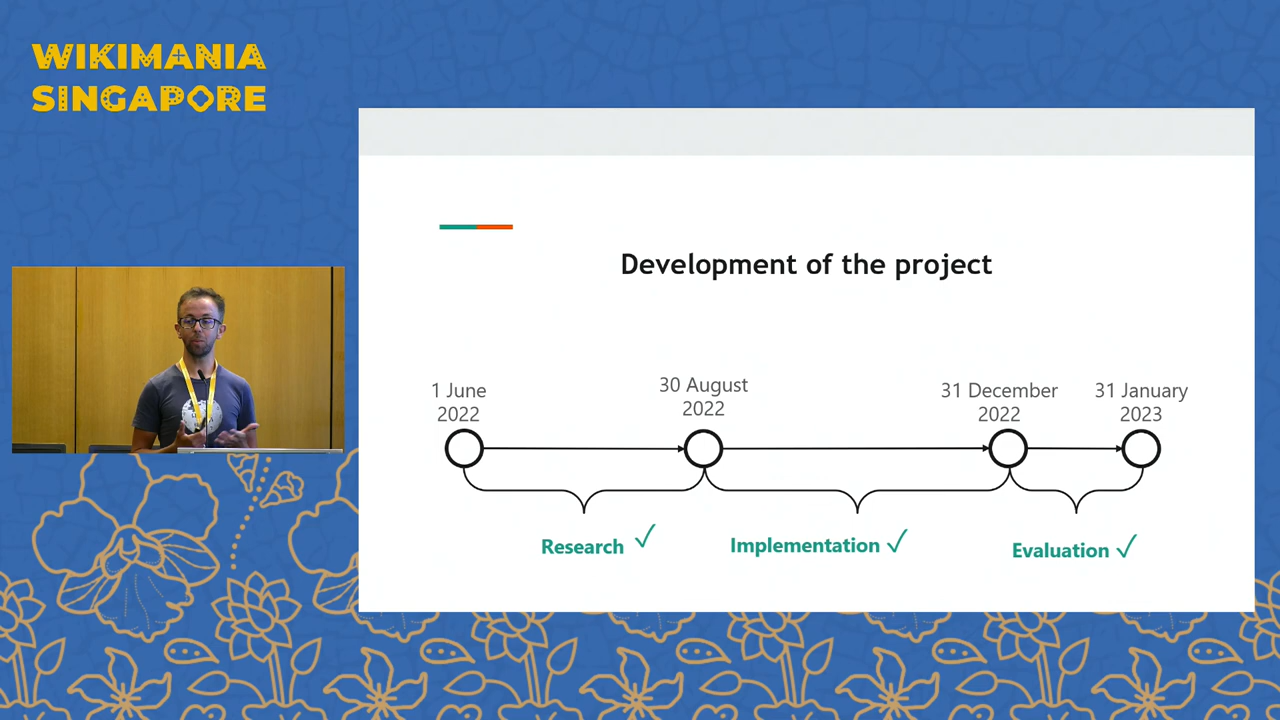 WIKIMANIA
SINGAPORE
Development of the project
1 June
2022
30 August
2022
31 December
2022
31 January
2023
Research ✓
Implementation ✓
Evaluation ✓